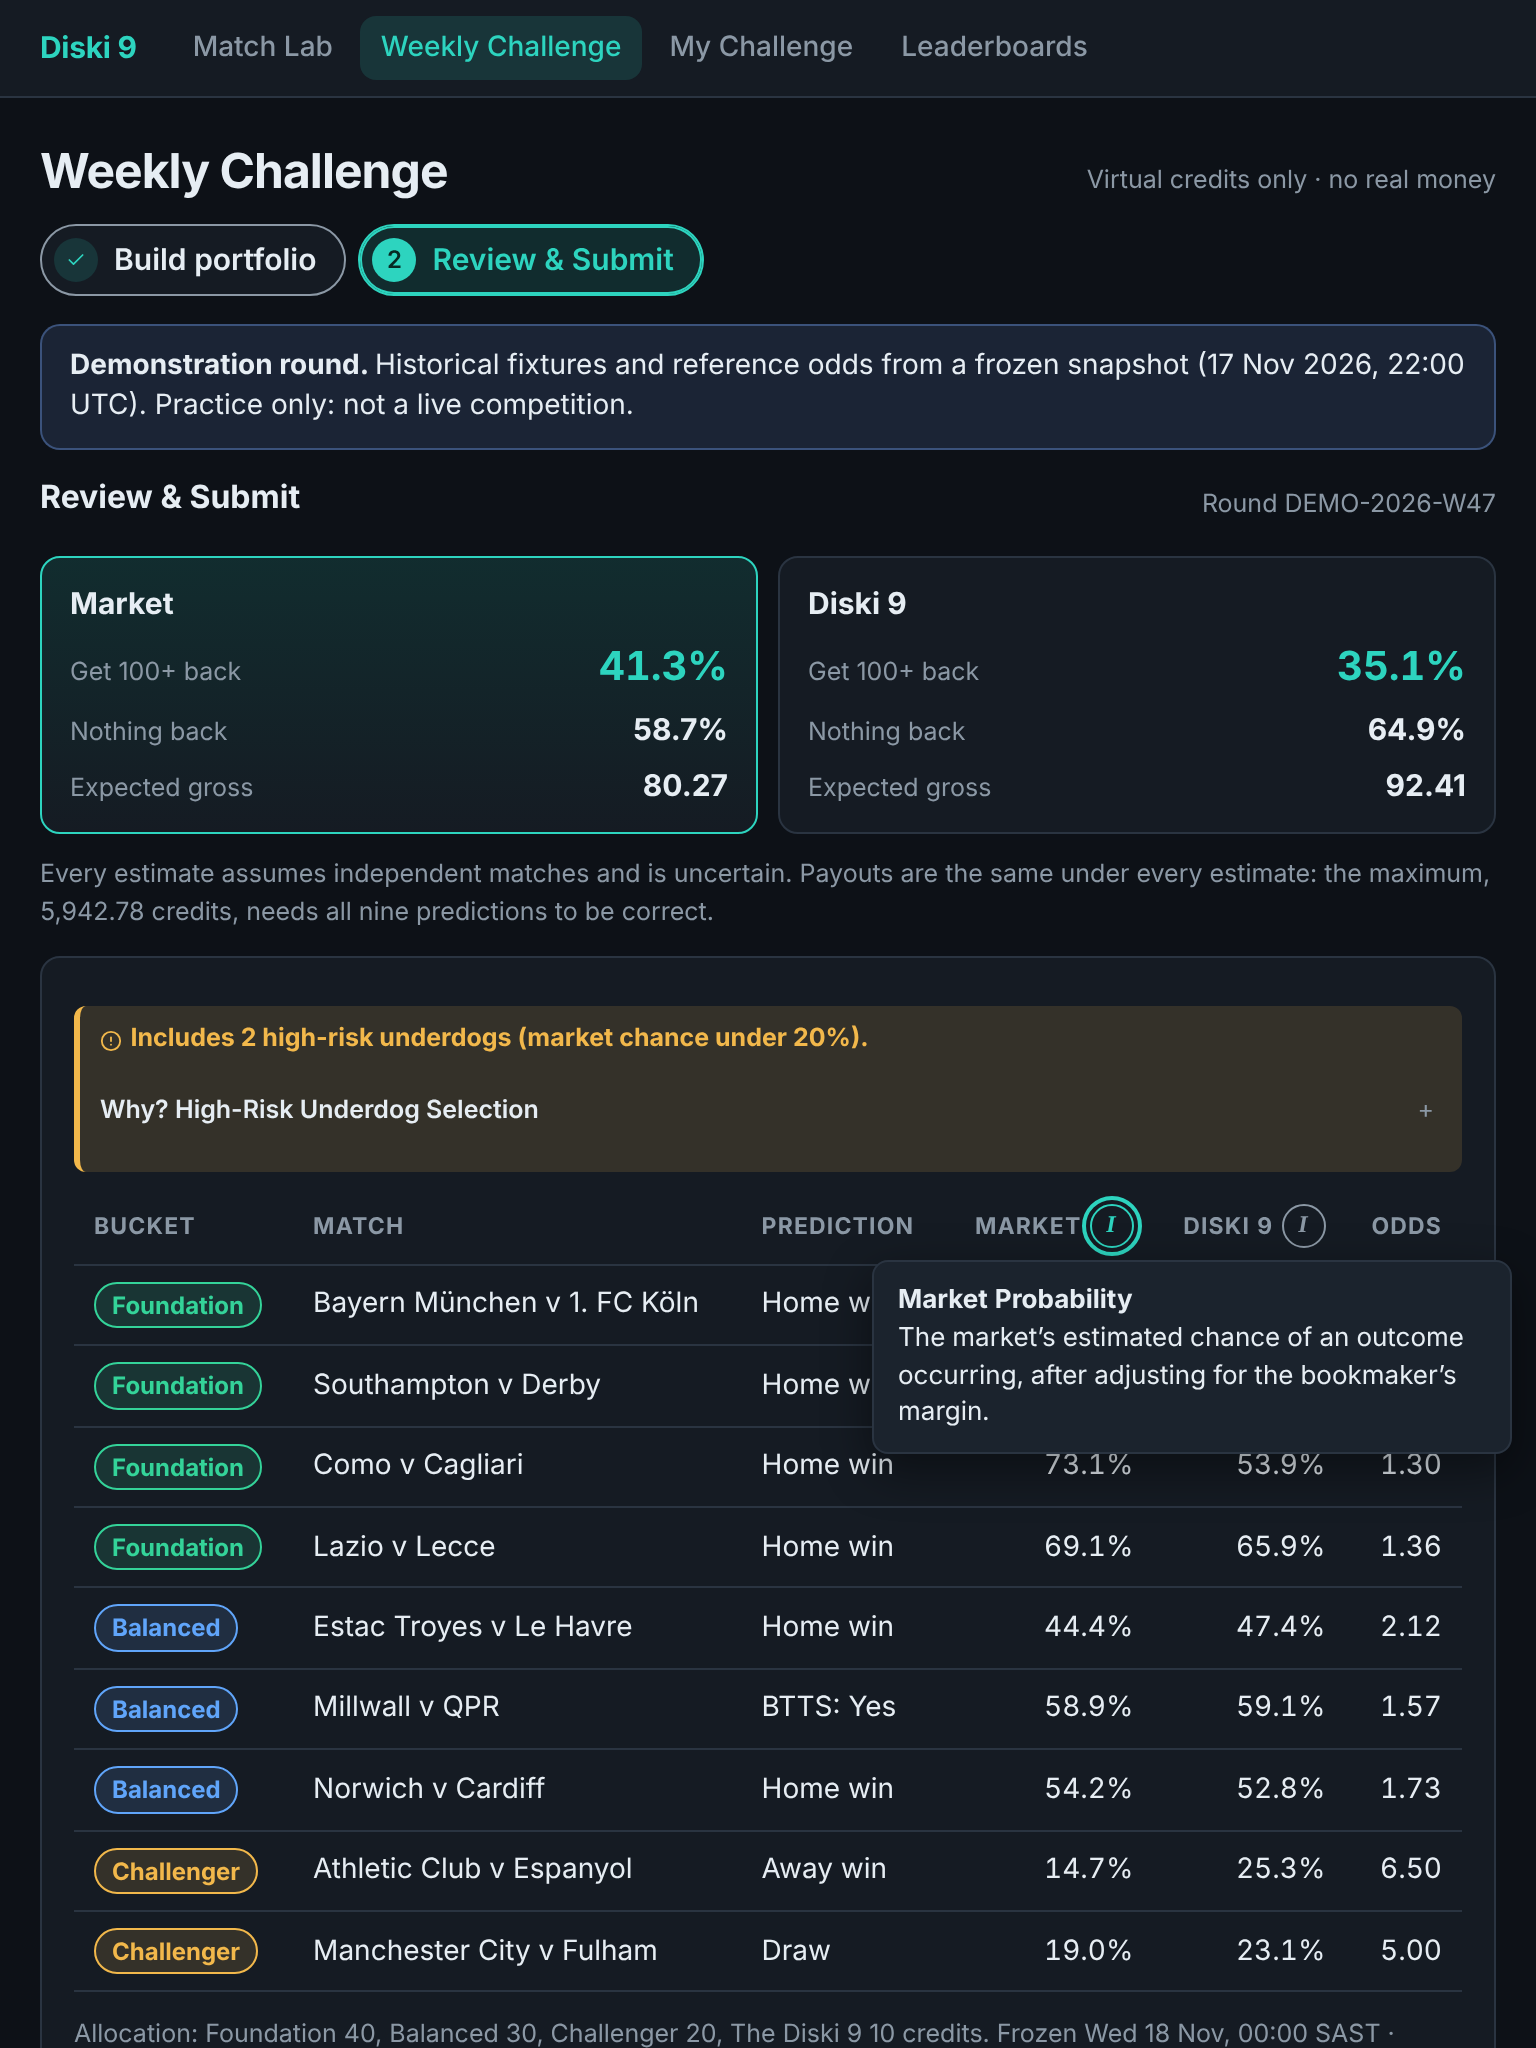 Diski 9 Match Lab Weekly Challenge My Challenge Leaderboards
Weekly Challenge
Virtual credits only · no real money
Build portfolio
2 Review & Submit
Demonstration round. Historical fixtures and reference odds from a frozen snapshot (17 Nov 2026, 22:00
UTC). Practice only: not a live competition.
Review & Submit
Round DEMO-2026-W47
Market
Get 100+ back 41.3%
Nothing back 58.7%
Expected gross 80.27
Diski 9
Get 100+ back 35.1%
Nothing back 64.9%
Expected gross 92.41
Every estimate assumes independent matches and is uncertain. Payouts are the same under every estimate: the maximum,
5,942.78 credits, needs all nine predictions to be correct.
Includes 2 high-risk underdogs (market chance under 20%).
Why? High-Risk Underdog Selection +
BUCKET MATCH PREDICTION MARKET I DISKI 9 I ODDS
Market Probability
The market’s estimated chance of an outcome
occurring, after adjusting for the bookmaker’s
margin.
Foundation Bayern München v 1. FC Köln Home
Foundation Southampton v Derby Home
Foundation Como v Cagliari Home win 73.1% 53.9% 1.30
Foundation Lazio v Lecce Home win 69.1% 65.9% 1.36
Balanced Estac Troyes v Le Havre Home win 44.4% 47.4% 2.12
Balanced Millwall v QPR BTTS: Yes 58.9% 59.1% 1.57
Balanced Norwich v Cardiff Home win 54.2% 52.8% 1.73
Challenger Athletic Club v Espanyol Away win 14.7% 25.3% 6.50
Challenger Manchester City v Fulham Draw 19.0% 23.1% 5.00
Allocation: Foundation 40, Balanced 30, Challenger 20, The Diski 9 10 credits. Frozen Wed 18 Nov, 00:00 SAST ·